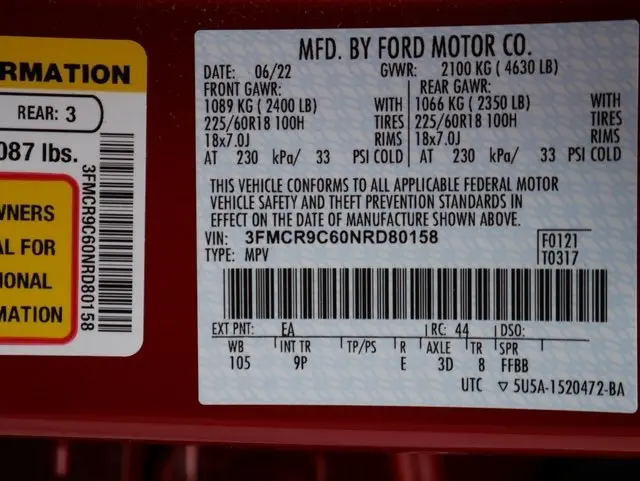 RMATION
REAR: 3
087 lbs.
WNERS
AL FOR
IONAL
MATION
3FMCR9C60NRD80158
MFD. BY FORD MOTOR CO.
DATE: 06/22 GVWR: 2100 KG ( 4630 LB)
FRONT GAWR: REAR GAWR:
1089 KG ( 2400 LB) WITH 1066 KG ( 2350 LB) WITH
225/60R18 100H TIRES 225/60R18 100H TIRES
18x7.0J RIMS 18x7.0J RIMS
AT 230 kPa/ 33 PSI COLD AT 230 kPa/ 33 PSI COLD
THIS VEHICLE CONFORMS TO ALL APPLICABLE FEDERAL MOTOR
VEHICLE SAFETY AND THEFT PREVENTION STANDARDS IN
EFFECT ON THE DATE OF MANUFACTURE SHOWN ABOVE.
VIN: 3FMCR9C60NRD80158 F0121
TYPE: MPV T0317
EXT PNT: EA RC: 44 DSO:
WB INT TR TP/PS R AXLE TR SPR
105 9P E 3D 8 FFBB
UTC ▽ 5U5A-1520472-BA